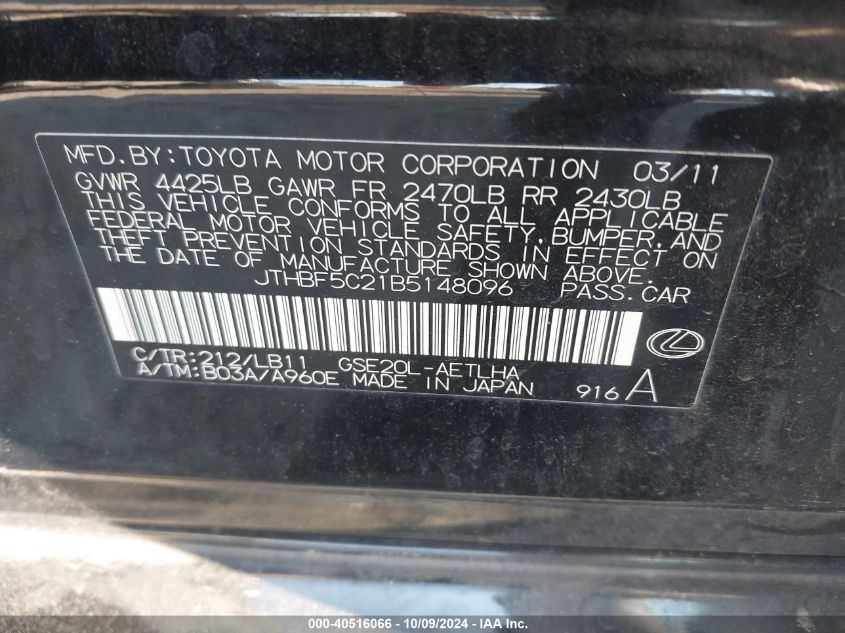 MFD.BY:TOYOTA MOTOR CORPORATION 03/11
GVWR 4425LB GAWR FR 2470LB RR 2430LB
THIS VEHICLE CONFORMS TO ALL APPLICABLE
FEDERAL MOTOR VEHICLE SAFETY,BUMPER,AND
THEFT PREVENTION STANDARDS IN EFFECT ON
THE DATE OF MANUFACTURE SHOWN ABOVE.
JTHBF5C21B5148096 PASS.CAR
C/TR:212/LB11 GSE20L-AETLHA
A/TM:B03A/A960E MADE IN JAPAN 916 A
000-40516066 - 10/09/2024 - IAA Inc.